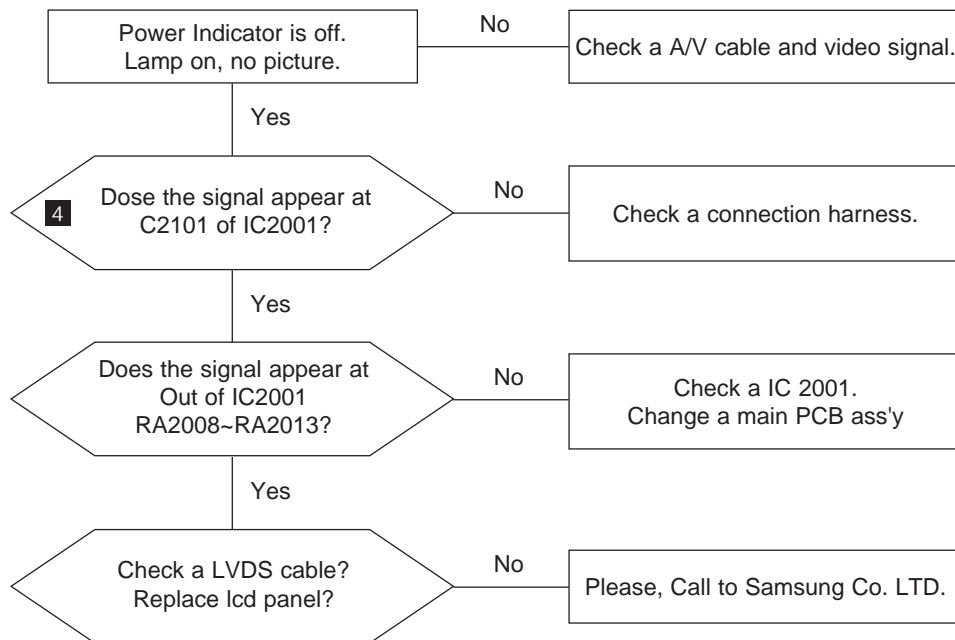 Power Indicator is off.
Lamp on, no picture.
No
Check a A/V cable and video signal.
Yes
4
Dose the signal appear at
C2101 of IC2001?
No
Check a connection harness.
Yes
Does the signal appear at
Out of IC2001
RA2008~RA2013?
No
Check a IC 2001.
Change a main PCB ass'y
Yes
Check a LVDS cable?
Replace lcd panel?
No
Please, Call to Samsung Co. LTD.